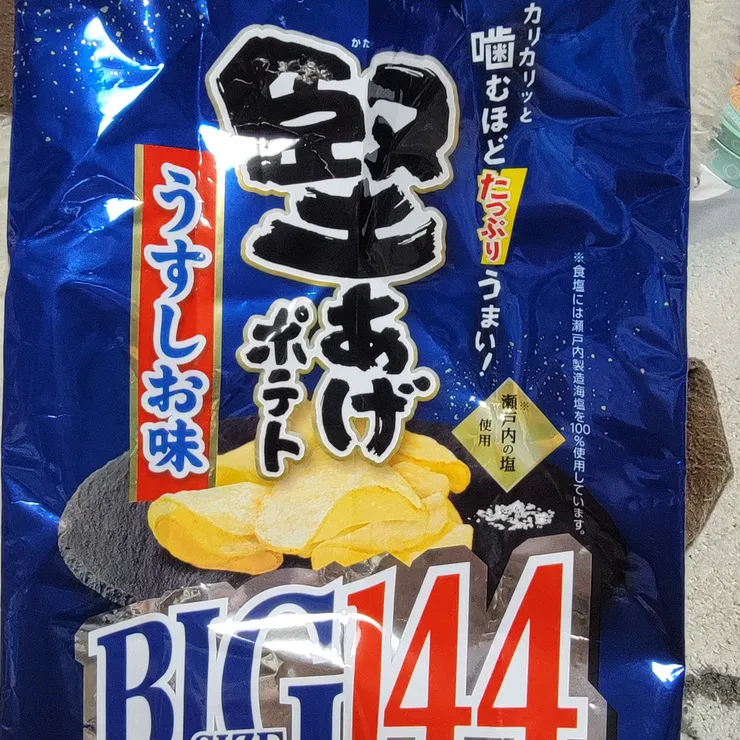 カリカリッと
噛むほど たっぷり うまい!
かた
堅
あげ
ポテト
うすしお味
※
瀬戸内の塩
使用
※食塩には瀬戸内製造海塩を100%使用しています。
BIG 144
SIZE